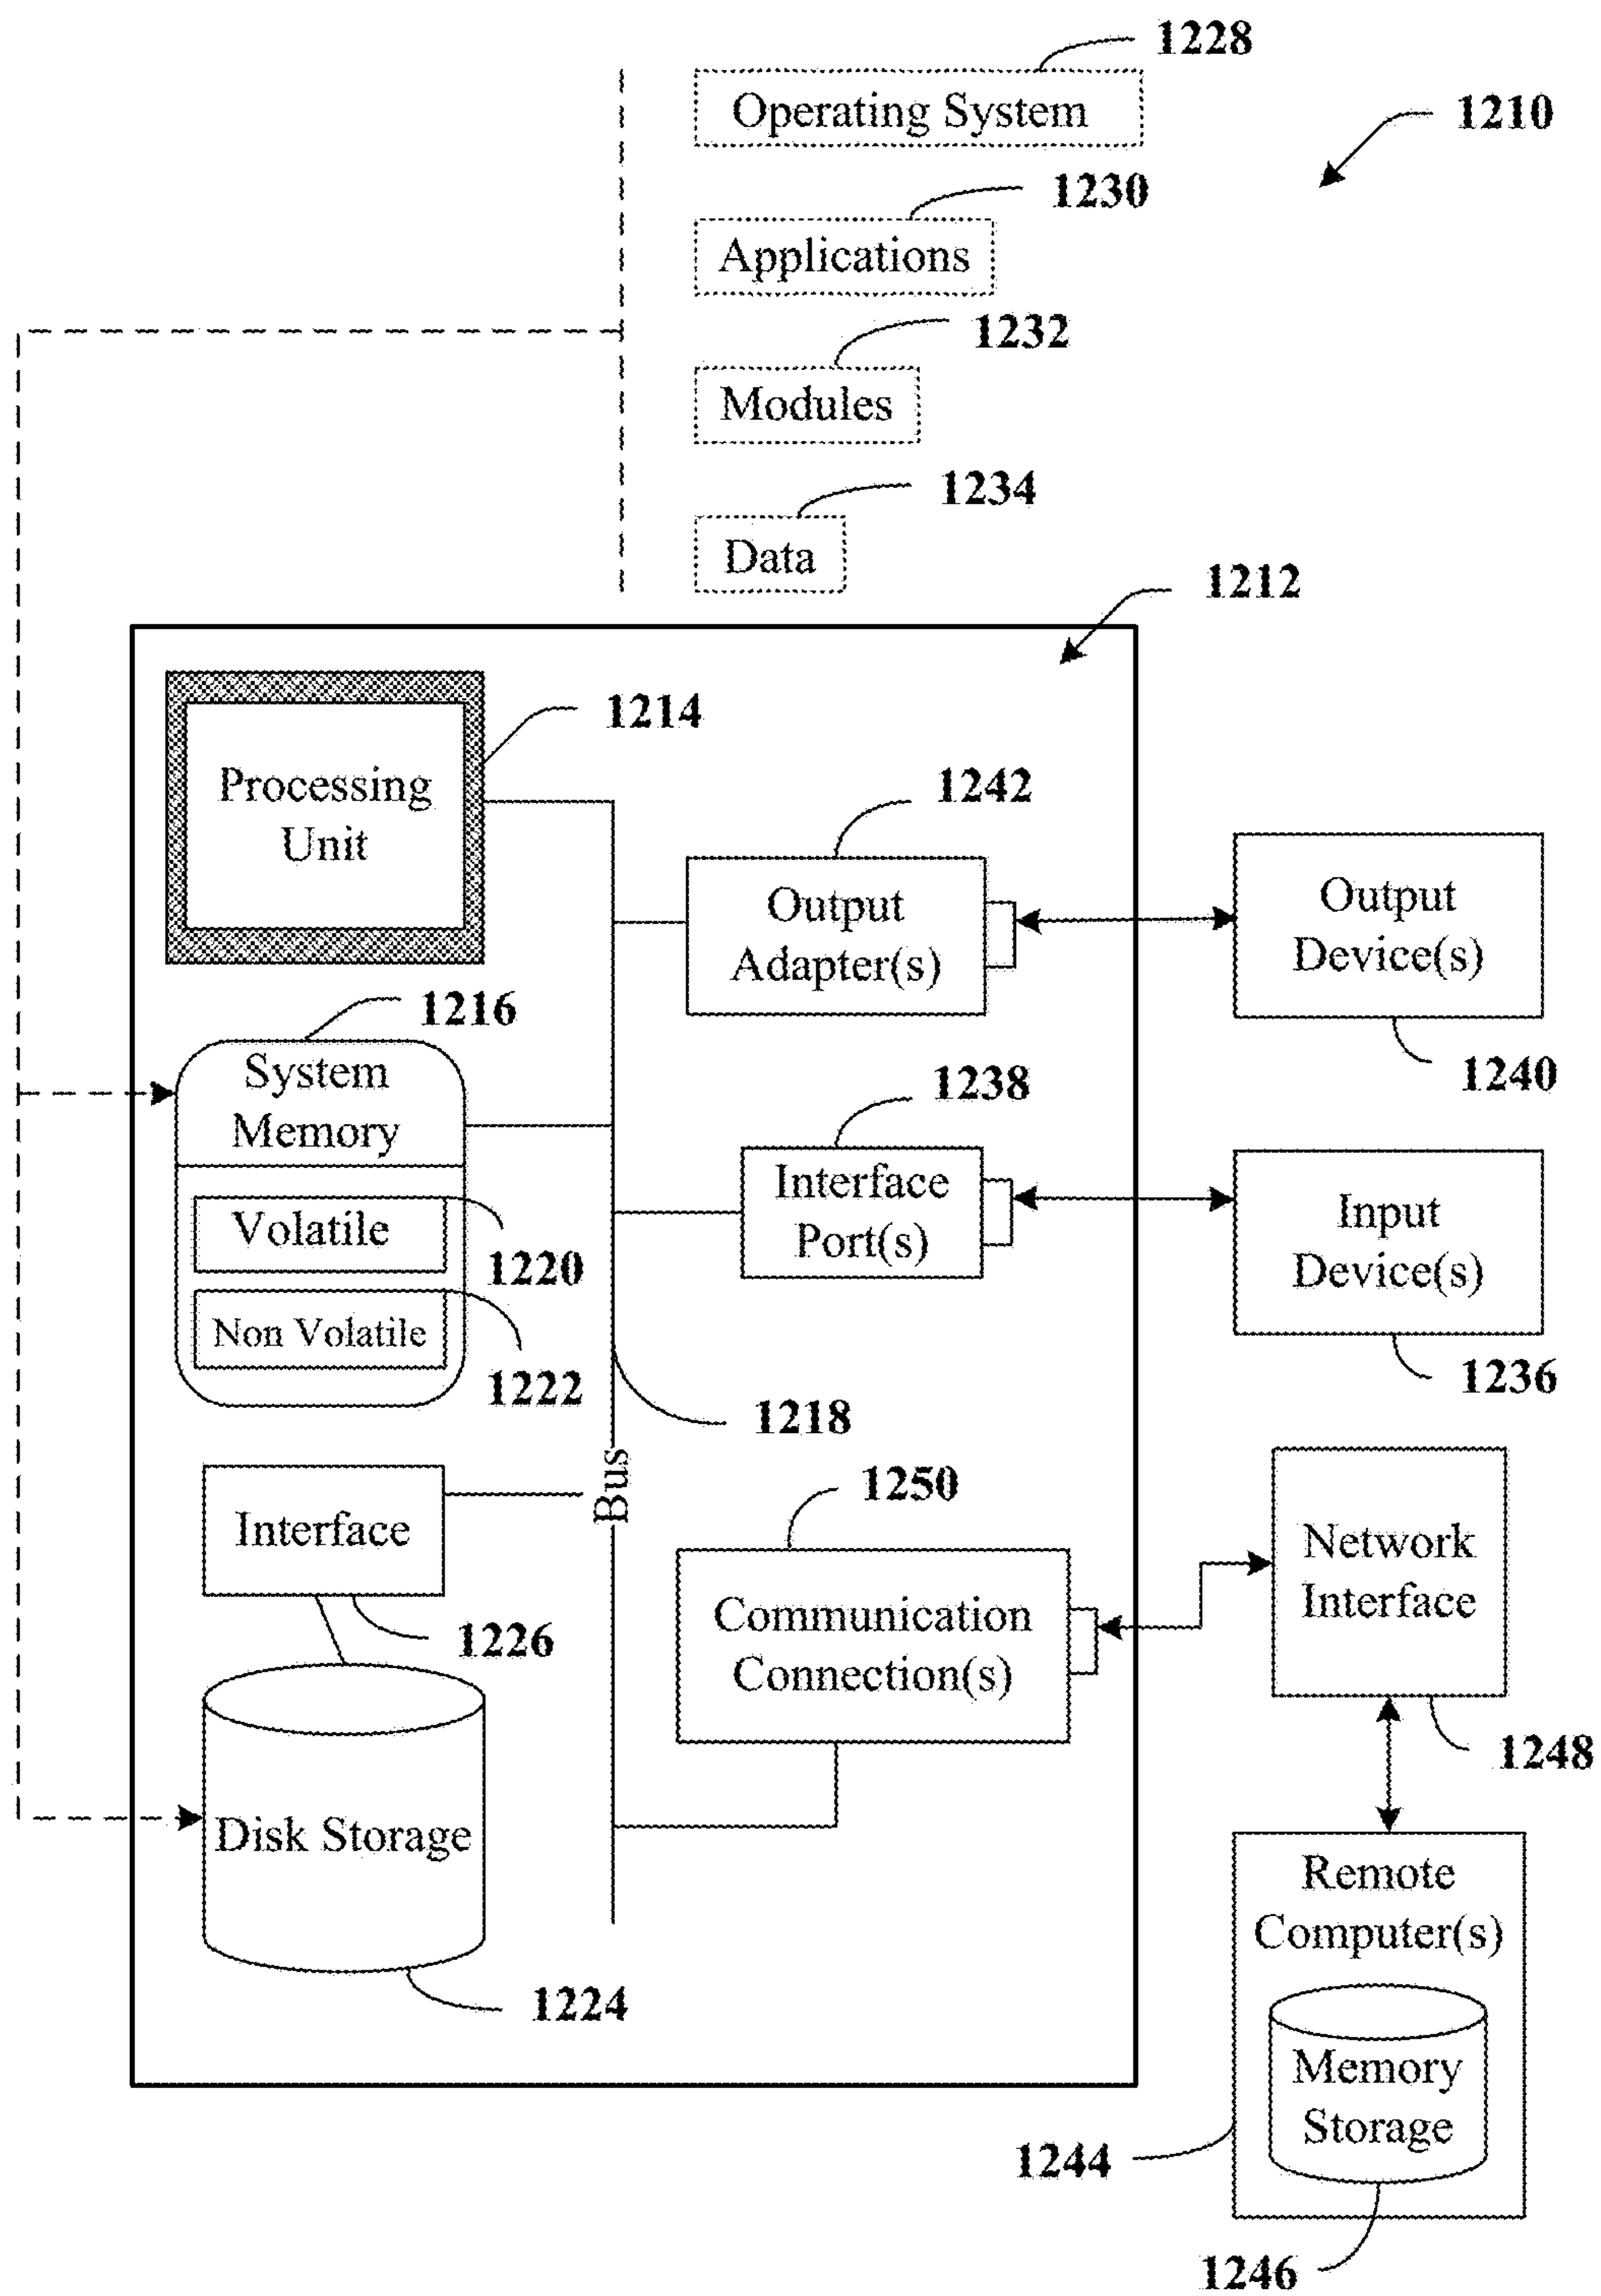 1228
Operating System
1210
1230
Applications
1232
Modules
1234
Data
1212
1214
Processing
Unit
1242
Output
Adapter(s)
Output
Device(s)
1240
1216
System
Memory
1238
Interface
Port(s)
Input
Device(s)
1236
Volatile
1220
Non Volatile
1222
1218
Bus
1250
Interface
1226
Communication
Connection(s)
Network
Interface
1248
Disk Storage
1224
Remote
Computer(s)
Memory
Storage
1244
1246